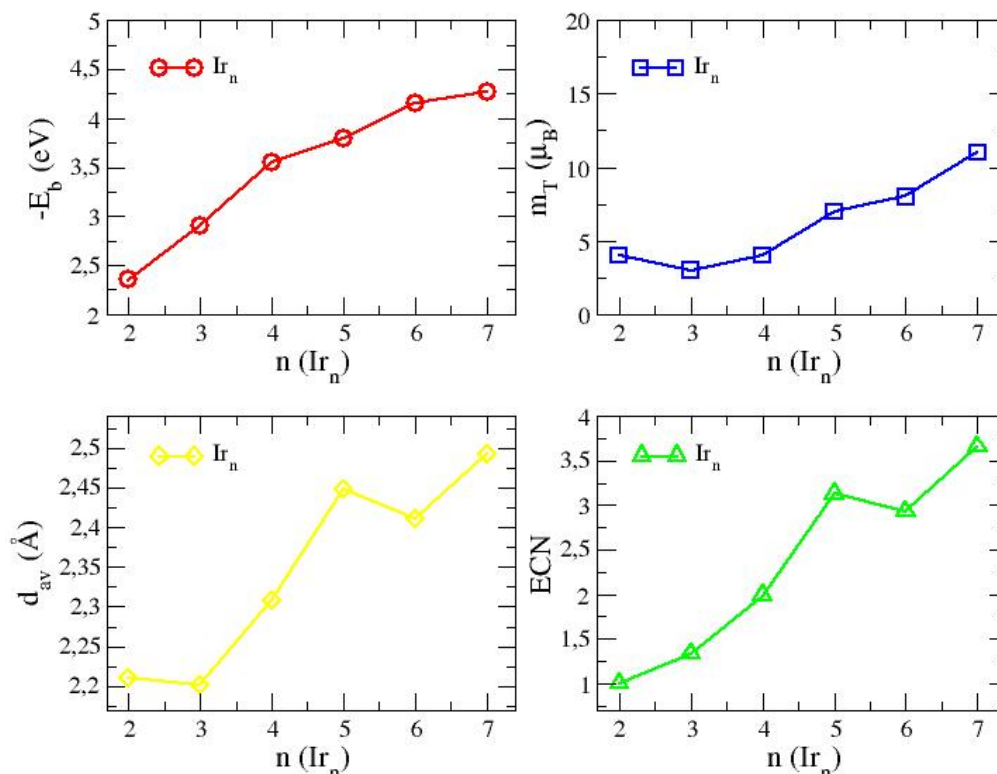 5
4,5
4
3,5
3
2,5
2
-E_b (eV)
Ir_n
2 3 4 5 6 7
n (Ir_n)
20
15
10
5
0
m_T (μ_B)
Ir_n
2 3 4 5 6 7
n (Ir_n)
2,5
2,45
2,4
2,35
2,3
2,25
2,2
d_av (Å)
Ir_n
2 3 4 5 6 7
n (Ir_n)
4
3,5
3
2,5
2
1,5
1
ECN
Ir_n
2 3 4 5 6 7
n (Ir_n)